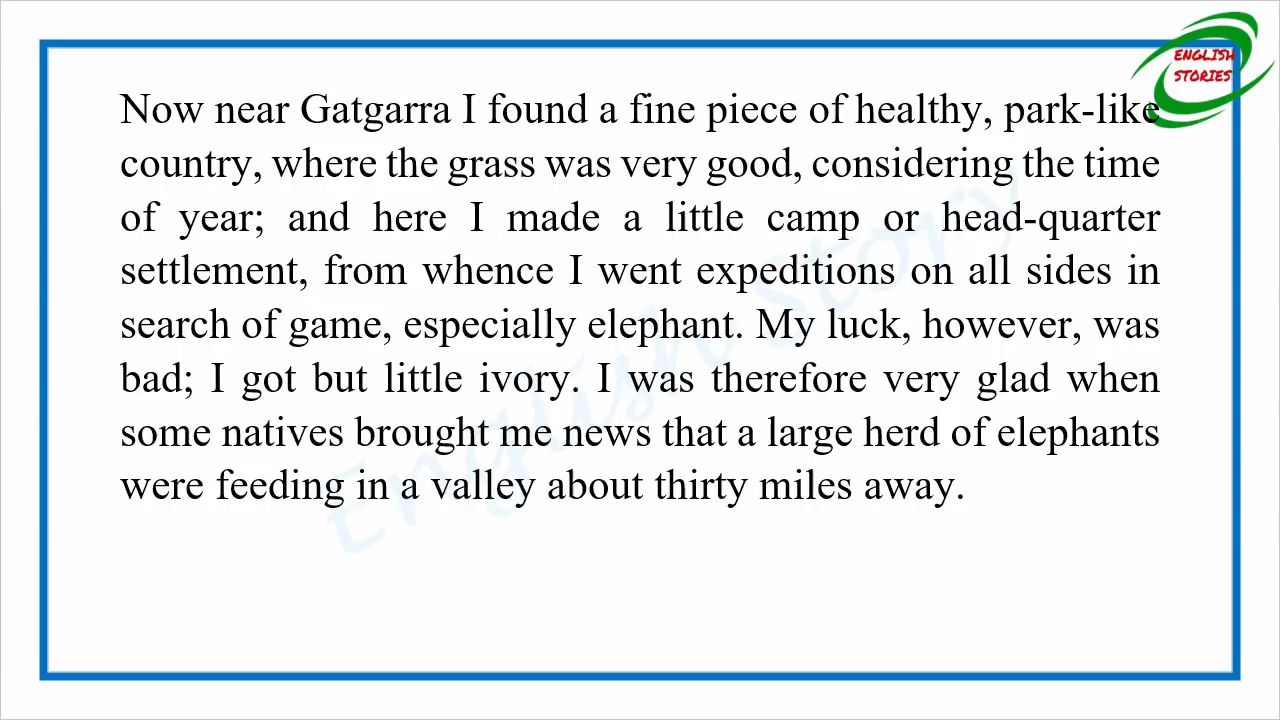 ENGLISH
STORIES
Now near Gatgarra I found a fine piece of healthy, park-like
country, where the grass was very good, considering the time
of year; and here I made a little camp or head-quarter
settlement, from whence I went expeditions on all sides in
search of game, especially elephant. My luck, however, was
bad; I got but little ivory. I was therefore very glad when
some natives brought me news that a large herd of elephants
were feeding in a valley about thirty miles away.
English Story